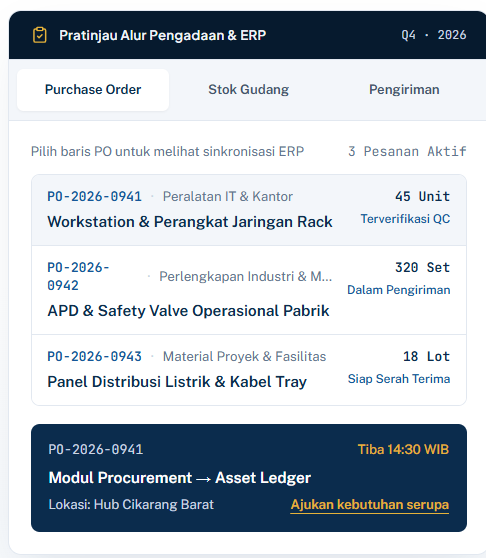 Pratinjau Alur Pengadaan & ERP
Q4 · 2026
Purchase Order
Stok Gudang
Pengiriman
Pilih baris PO untuk melihat sinkronisasi ERP
3 Pesanan Aktif
PO-2026-0941 · Peralatan IT & Kantor
45 Unit
Workstation & Perangkat Jaringan Rack
Terverifikasi QC
PO-2026-
0942
· Perlengkapan Industri & M...
320 Set
Dalam Pengiriman
APD & Safety Valve Operasional Pabrik
PO-2026-0943 · Material Proyek & Fasilitas
18 Lot
Panel Distribusi Listrik & Kabel Tray
Siap Serah Terima
PO-2026-0941
Tiba 14:30 WIB
Modul Procurement → Asset Ledger
Lokasi: Hub Cikarang Barat
Ajukan kebutuhan serupa